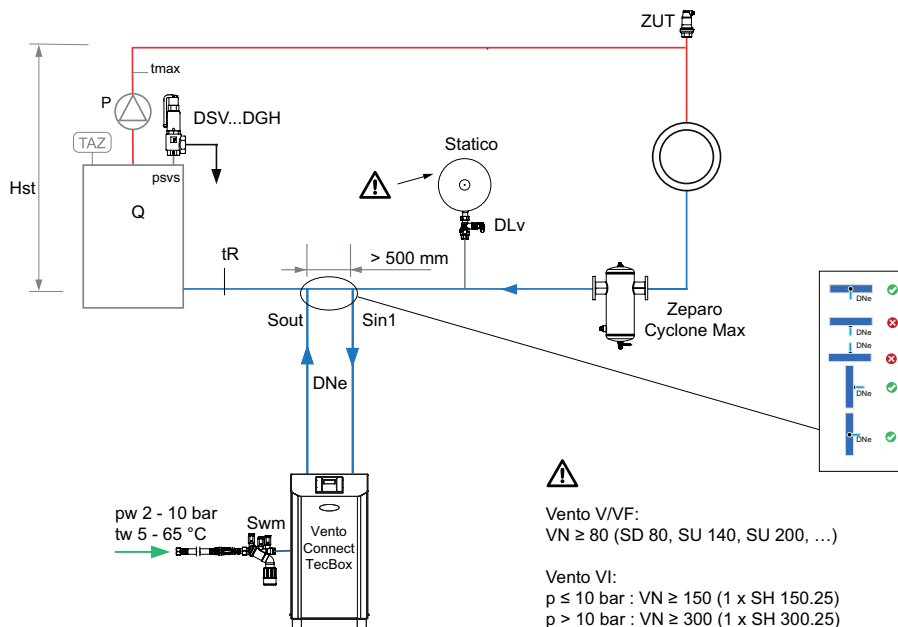 ZUT
tmax
P
DSV...DGH
TAZ
psvs
Hst
Q
Statico
DLv
tR
> 500 mm
Sout
Sin1
Zeparo
Cyclone Max
DNe
DNe
DNe
DNe
DNe
DNe
pw 2 - 10 bar
tw 5 - 65 °C
Swm
Vento
Connect
TecBox
Vento V/VF:
VN ≥ 80 (SD 80, SU 140, SU 200, …)
Vento VI:
p ≤ 10 bar : VN ≥ 150 (1 x SH 150.25)
p > 10 bar : VN ≥ 300 (1 x SH 300.25)